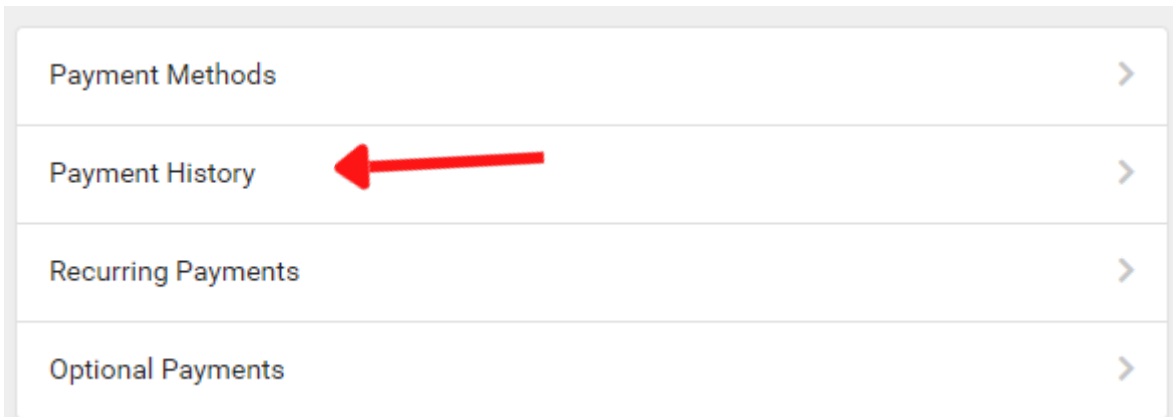 Payment Methods
Payment History
Recurring Payments
Optional Payments